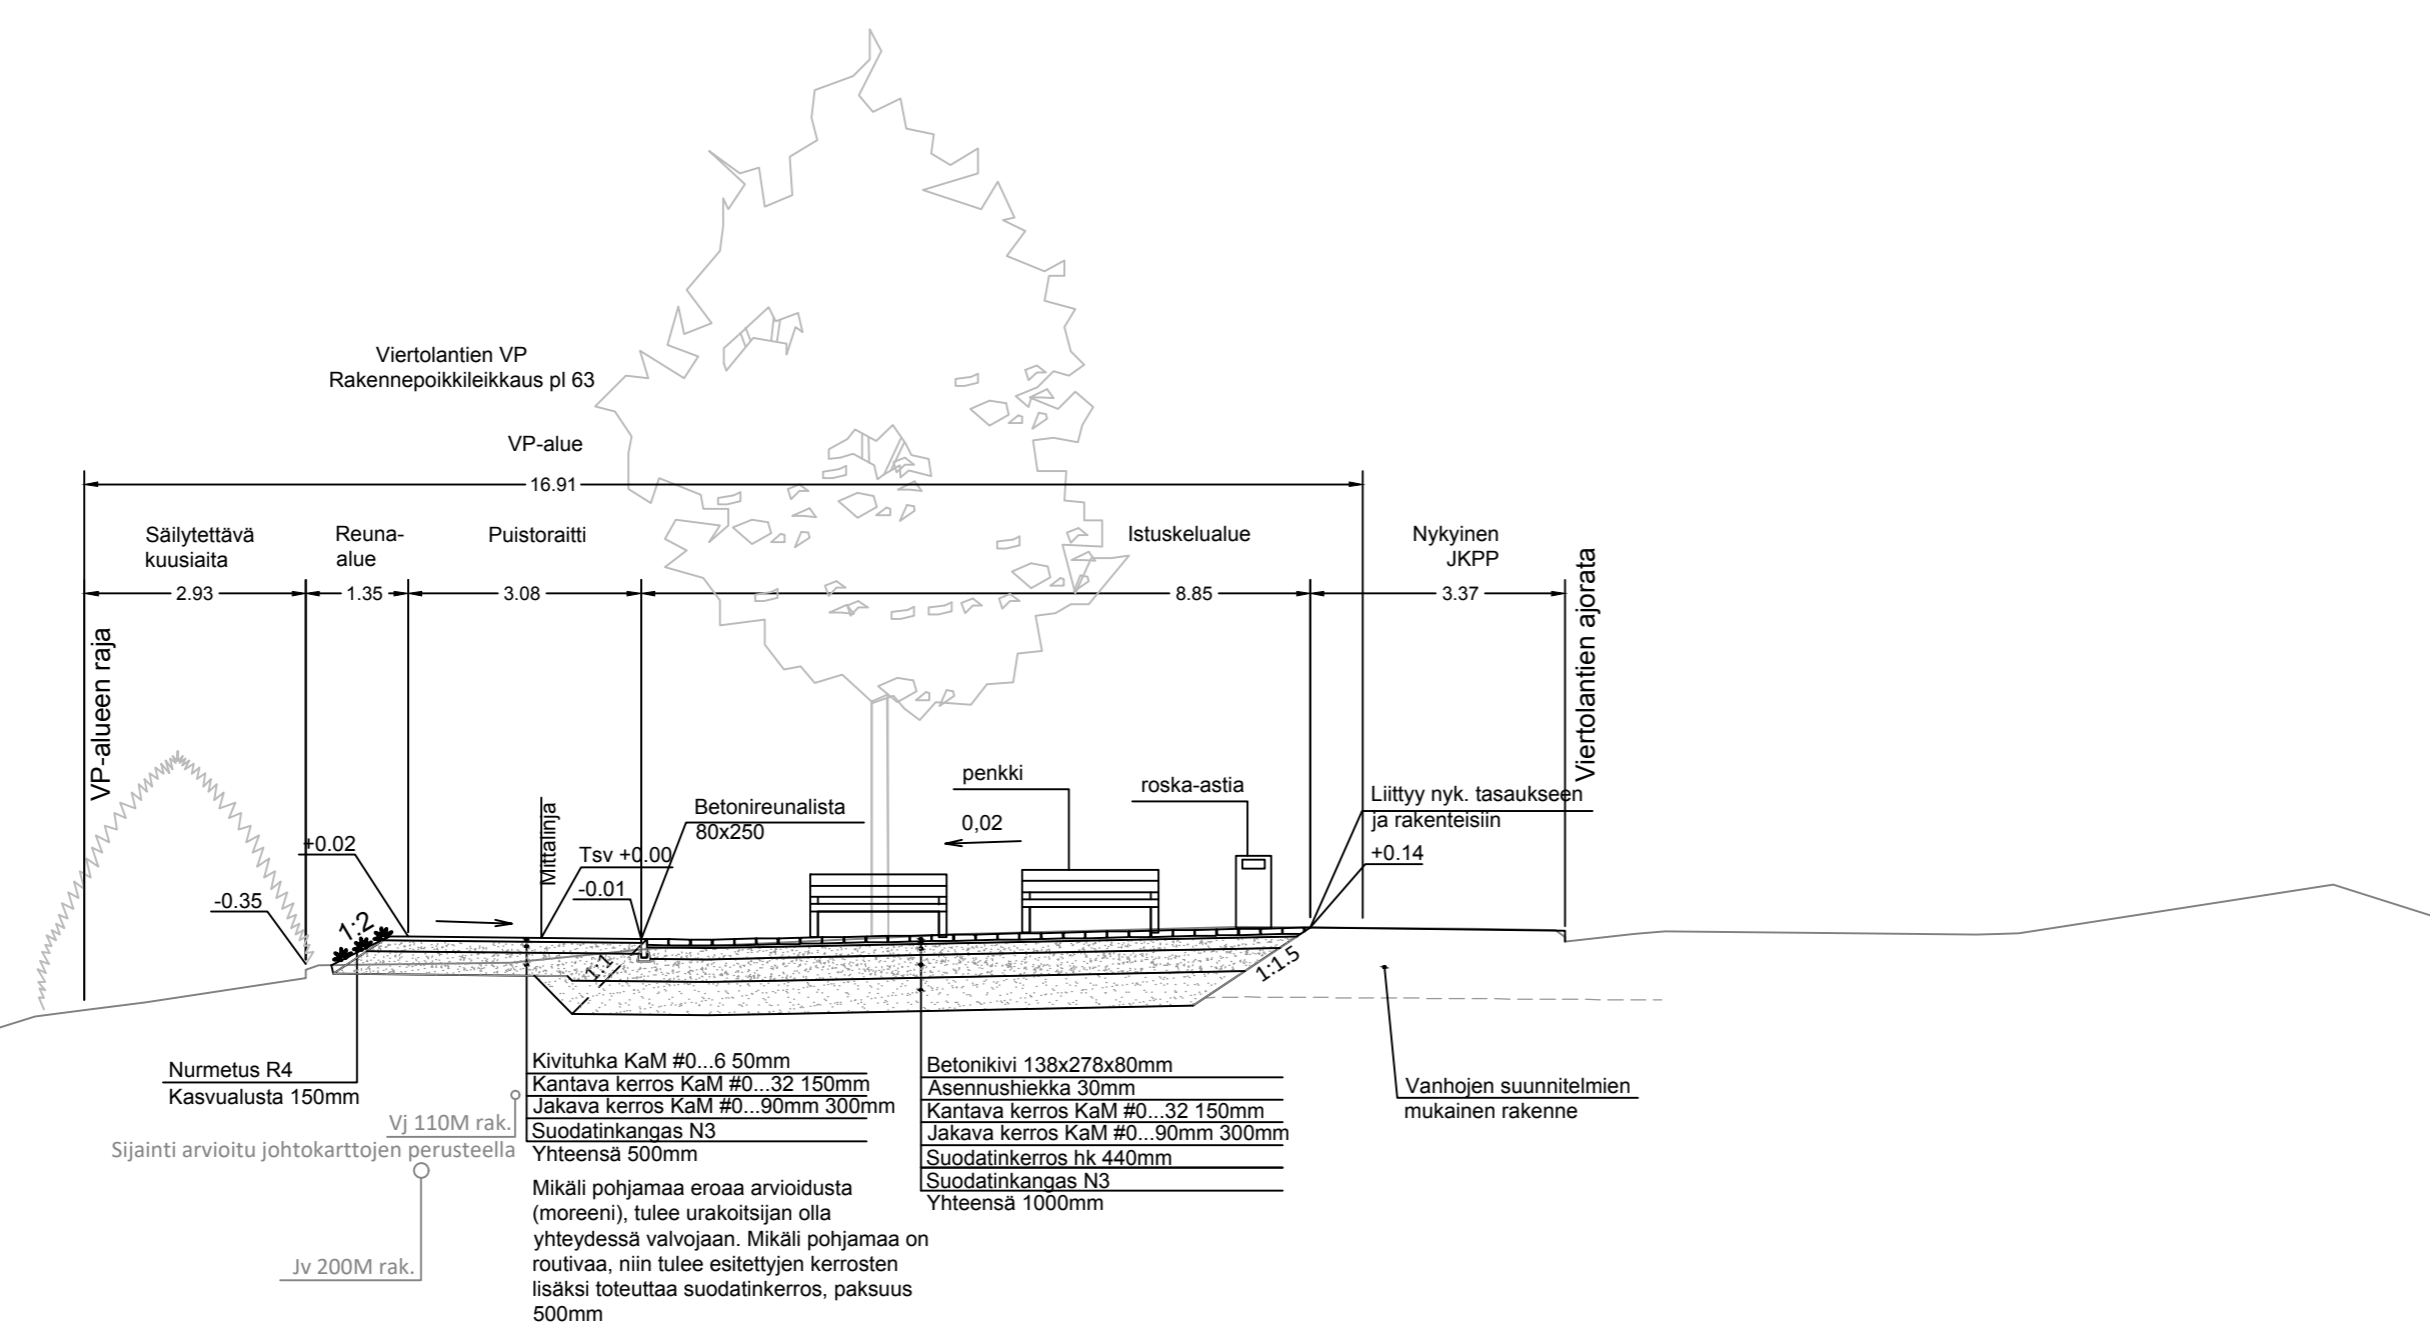 Viertolantien VP
Rakennepoikkileikkaus pl 63
VP-alue
16.91
Säilytettävä
kuusiaita
Reuna-
alue
Puistoraitti
Istuskelualue
Nykyinen
JKPP
2.93
1.35
3.08
8.85
3.37
VP-alueen raja
Viertolantien ajorata
penkki
roska-astia
Liittyy nyk. tasaukseen
ja rakenteisiin
+0.14
Betonireunalista
80x250
0,02
Mittalinja
+0.02
Tsv +0.00
-0.01
-0.35
1:2
1:1
1:1.5
Nurmetus R4
Kasvualusta 150mm
Vj 110M rak.
Sijainti arvioitu johtokarttojen perusteella
Jv 200M rak.
Kivituhka KaM #0...6 50mm
Kantava kerros KaM #0...32 150mm
Jakava kerros KaM #0...90mm 300mm
Suodatinkangas N3
Yhteensä 500mm
Mikäli pohjamaa eroaa arvioidusta
(moreeni), tulee urakoitsijan olla
yhteydessä valvojaan. Mikäli pohjamaa on
routivaa, niin tulee esitettyjen kerrosten
lisäksi toteuttaa suodatinkerros, paksuus
500mm
Betonikivi 138x278x80mm
Asennushiekka 30mm
Kantava kerros KaM #0...32 150mm
Jakava kerros KaM #0...90mm 300mm
Suodatinkerros hk 440mm
Suodatinkangas N3
Yhteensä 1000mm
Vanhojen suunnitelmien
mukainen rakenne